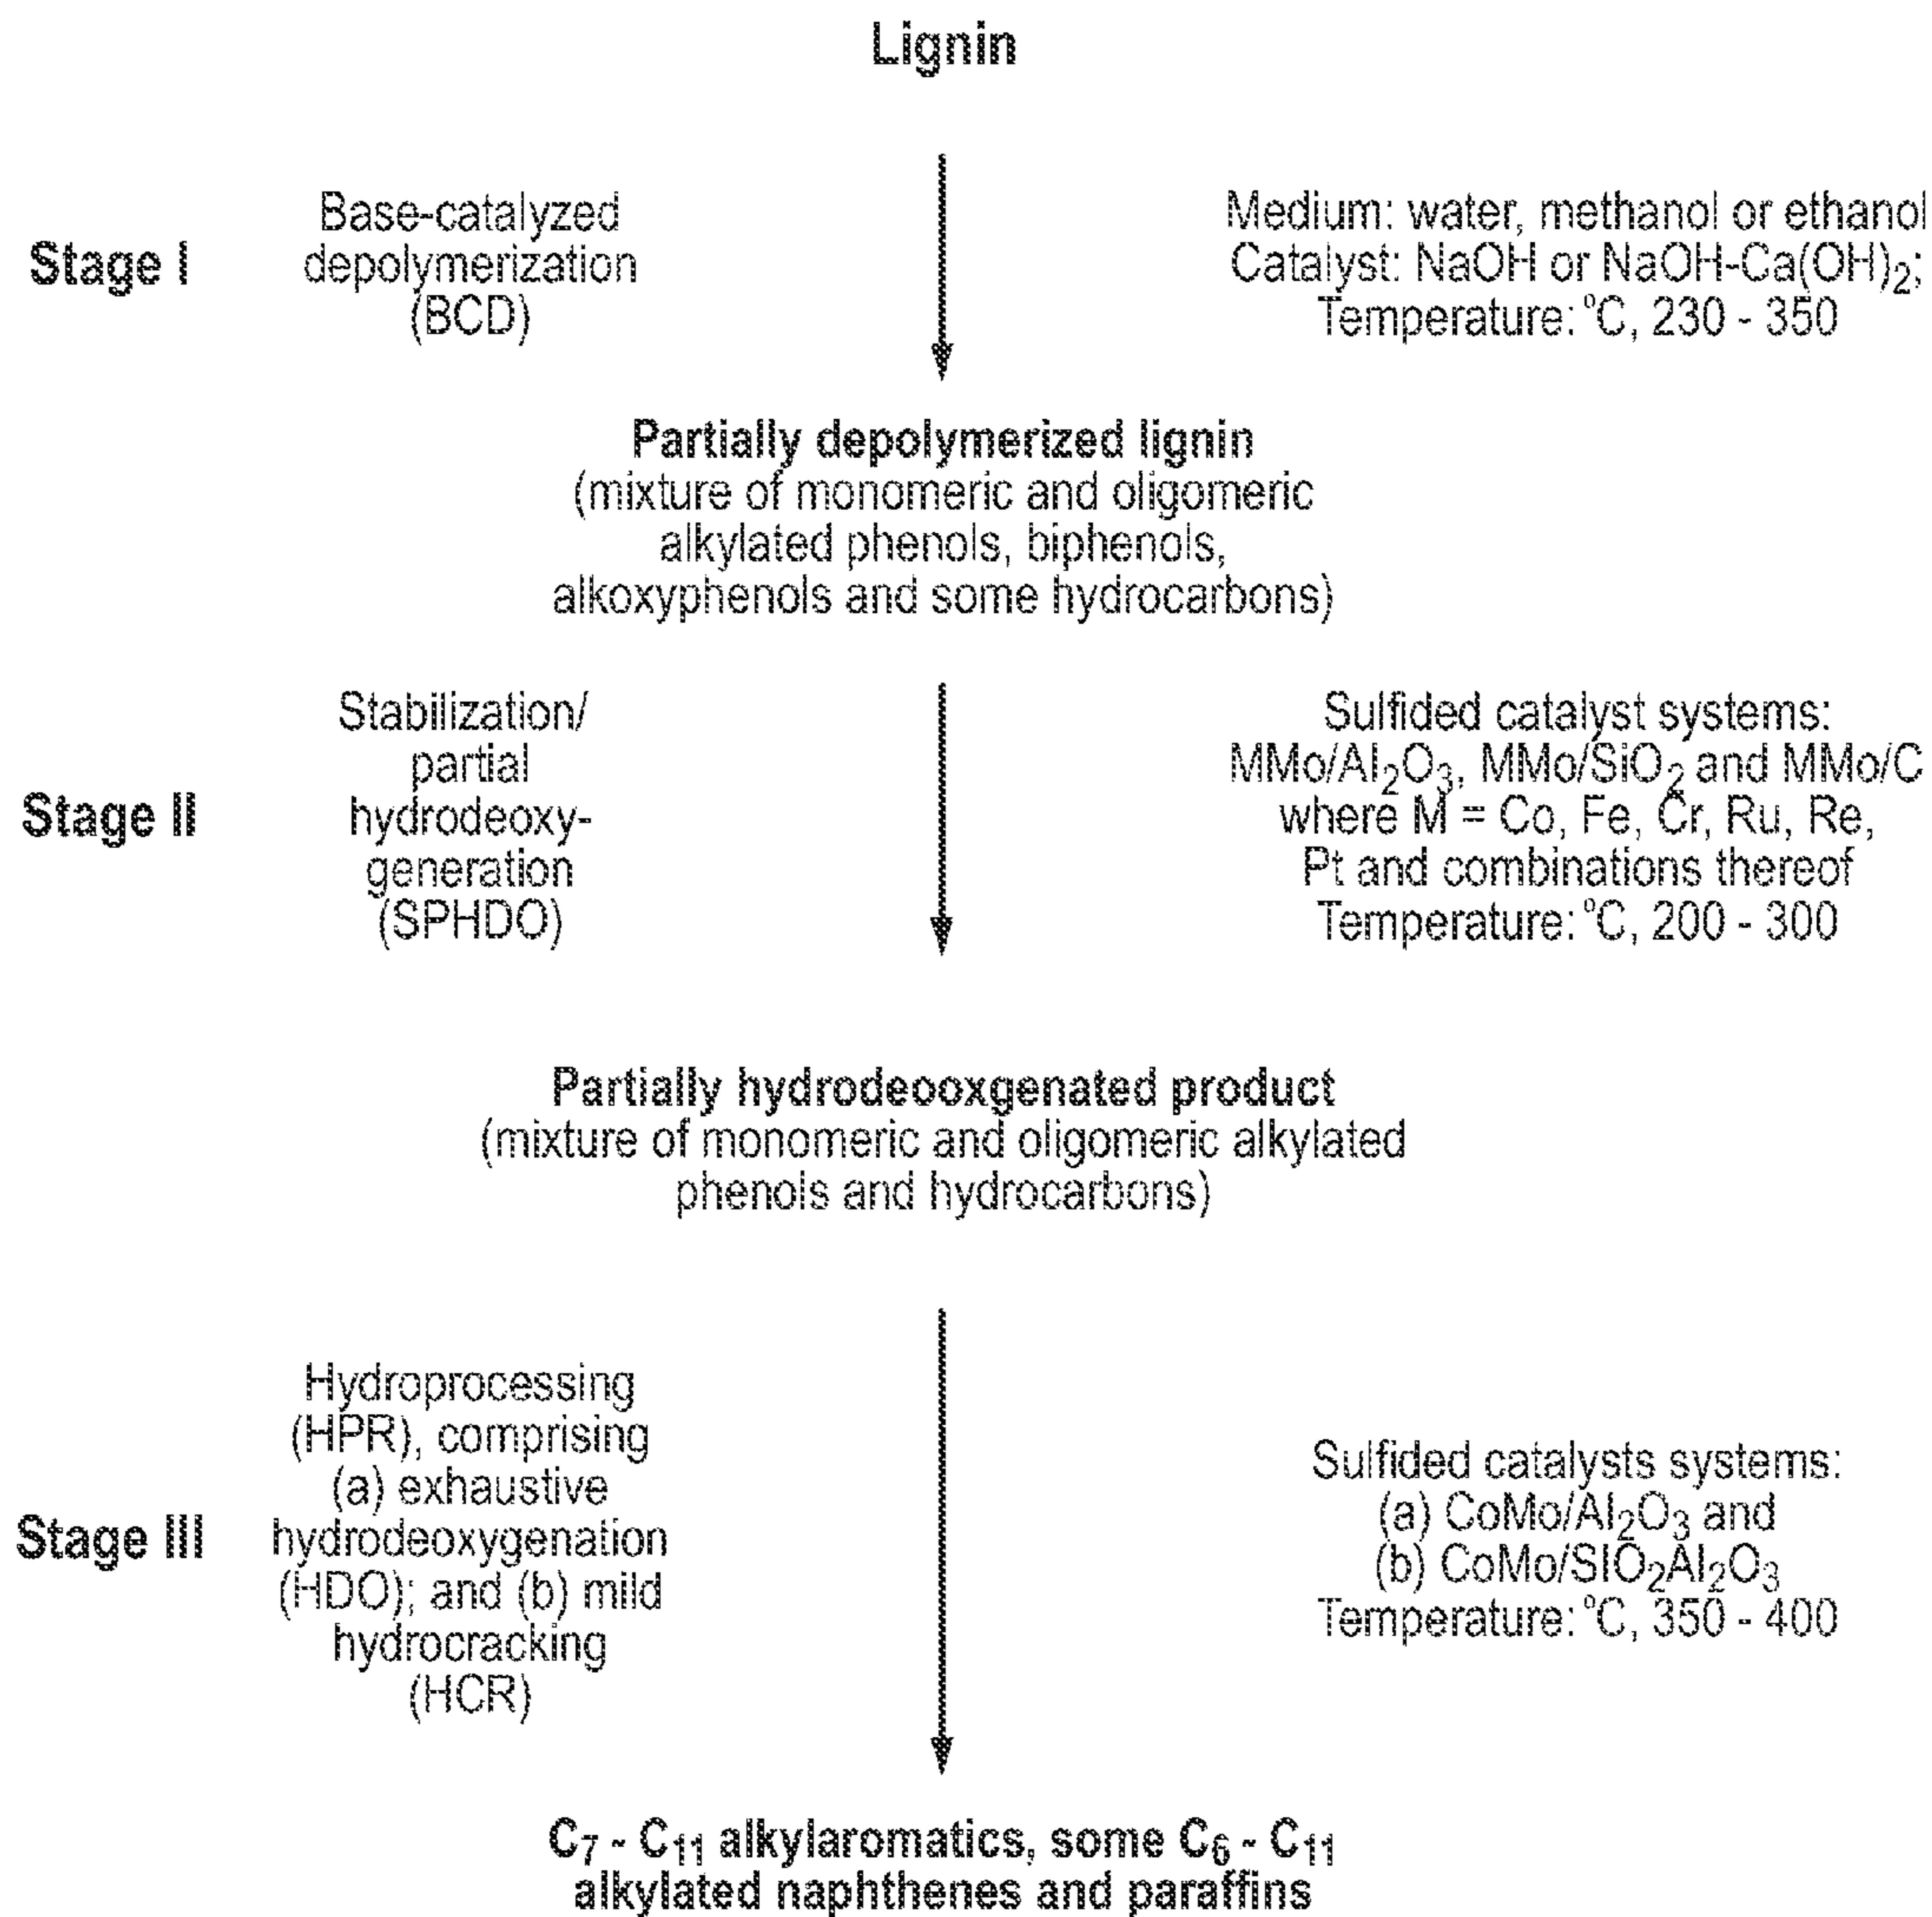 Lignin
Stage I
Base-catalyzed
depolymerization
(BCD)
Medium: water, methanol or ethanol
Catalyst: NaOH or NaOH-Ca(OH)₂;
Temperature: °C, 230 - 350
Partially depolymerized lignin
(mixture of monomeric and oligomeric
alkylated phenols, biphenols,
alkoxyphenols and some hydrocarbons)
Stage II
Stabilization/
partial
hydrodeoxy-
generation
(SPHDO)
Sulfided catalyst systems:
MMo/Al₂O₃, MMo/SiO₂ and MMo/C
where M = Co, Fe, Cr, Ru, Re,
Pt and combinations thereof
Temperature: °C, 200 - 300
Partially hydrodeooxgenated product
(mixture of monomeric and oligomeric alkylated
phenols and hydrocarbons)
Stage III
Hydroprocessing
(HPR), comprising
(a) exhaustive
hydrodeoxygenation
(HDO); and (b) mild
hydrocracking
(HCR)
Sulfided catalysts systems:
(a) CoMo/Al₂O₃ and
(b) CoMo/SIO₂Al₂O₃
Temperature: °C, 350 - 400
C₇ - C₁₁ alkylaromatics, some C₆ - C₁₁
alkylated naphthenes and paraffins